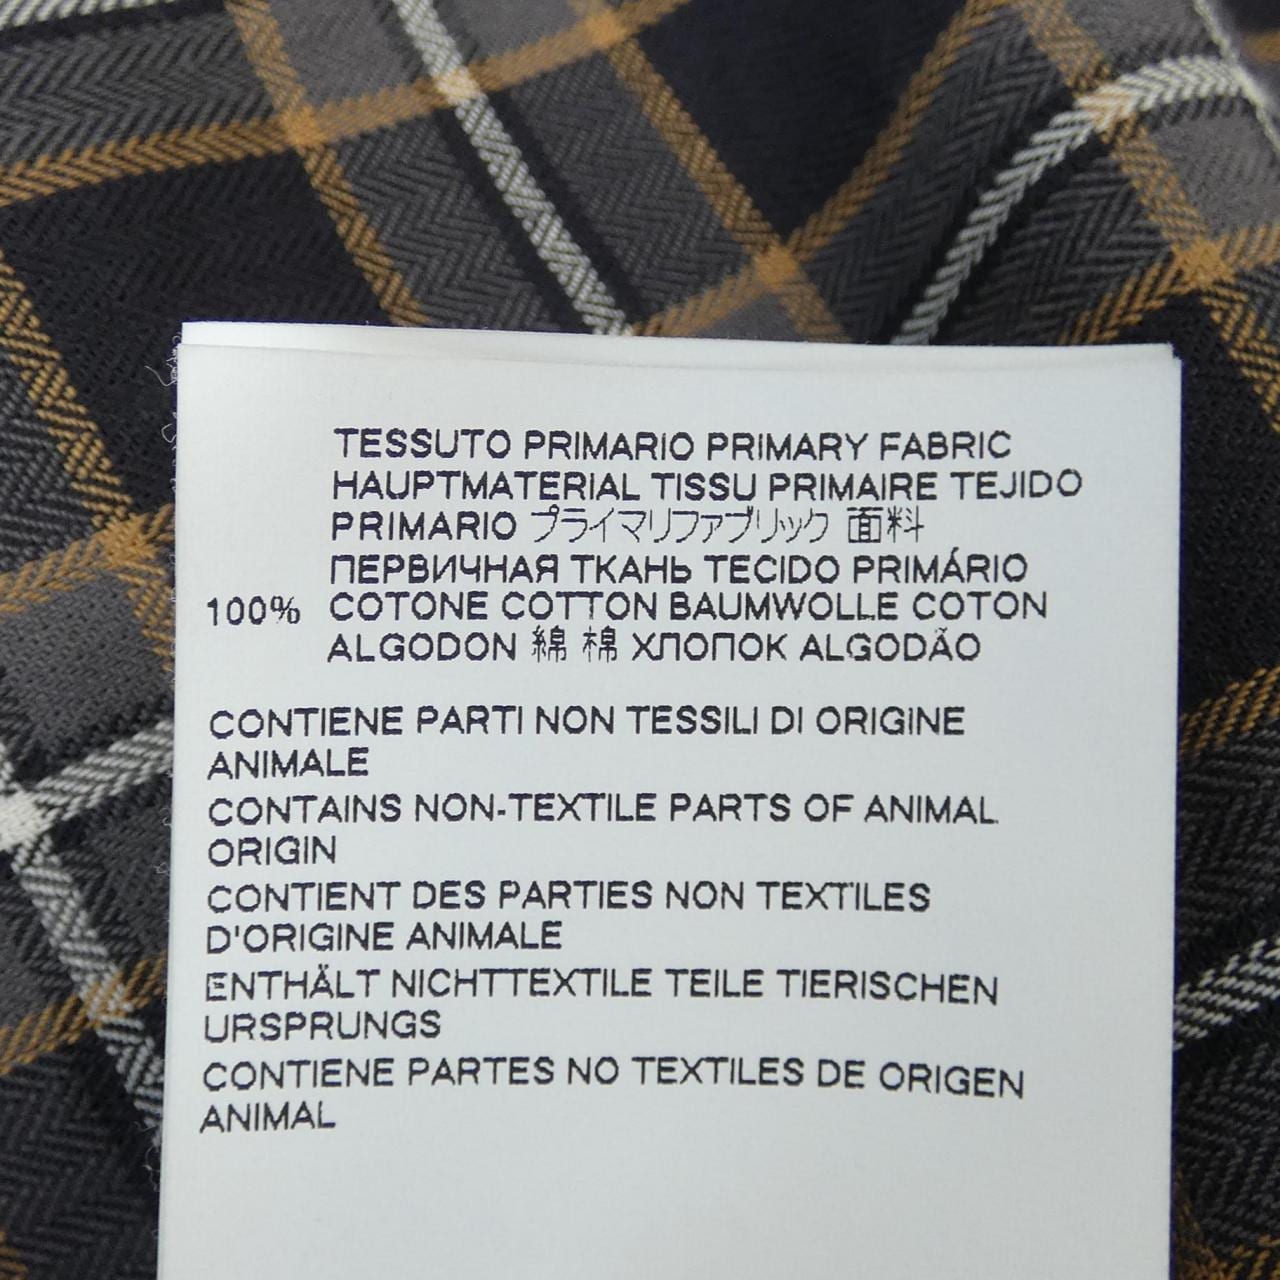 TESSUTO PRIMARIO PRIMARY FABRIC
HAUPTMATERIAL TISSU PRIMAIRE TEJIDO
PRIMARIO プライマリファブリック 面料
ПЕРВИЧНАЯ ТКАНЬ TECIDO PRIMÁRIO
100% COTONE COTTON BAUMWOLLE COTON
ALGODON 綿 棉 ХЛОПОК ALGODÃO
CONTIENE PARTI NON TESSILI DI ORIGINE
ANIMALE
CONTAINS NON-TEXTILE PARTS OF ANIMAL
ORIGIN
CONTIENT DES PARTIES NON TEXTILES
D'ORIGINE ANIMALE
ENTHÄLT NICHTTEXTILE TEILE TIERISCHEN
URSPRUNGS
CONTIENE PARTES NO TEXTILES DE ORIGEN
ANIMAL